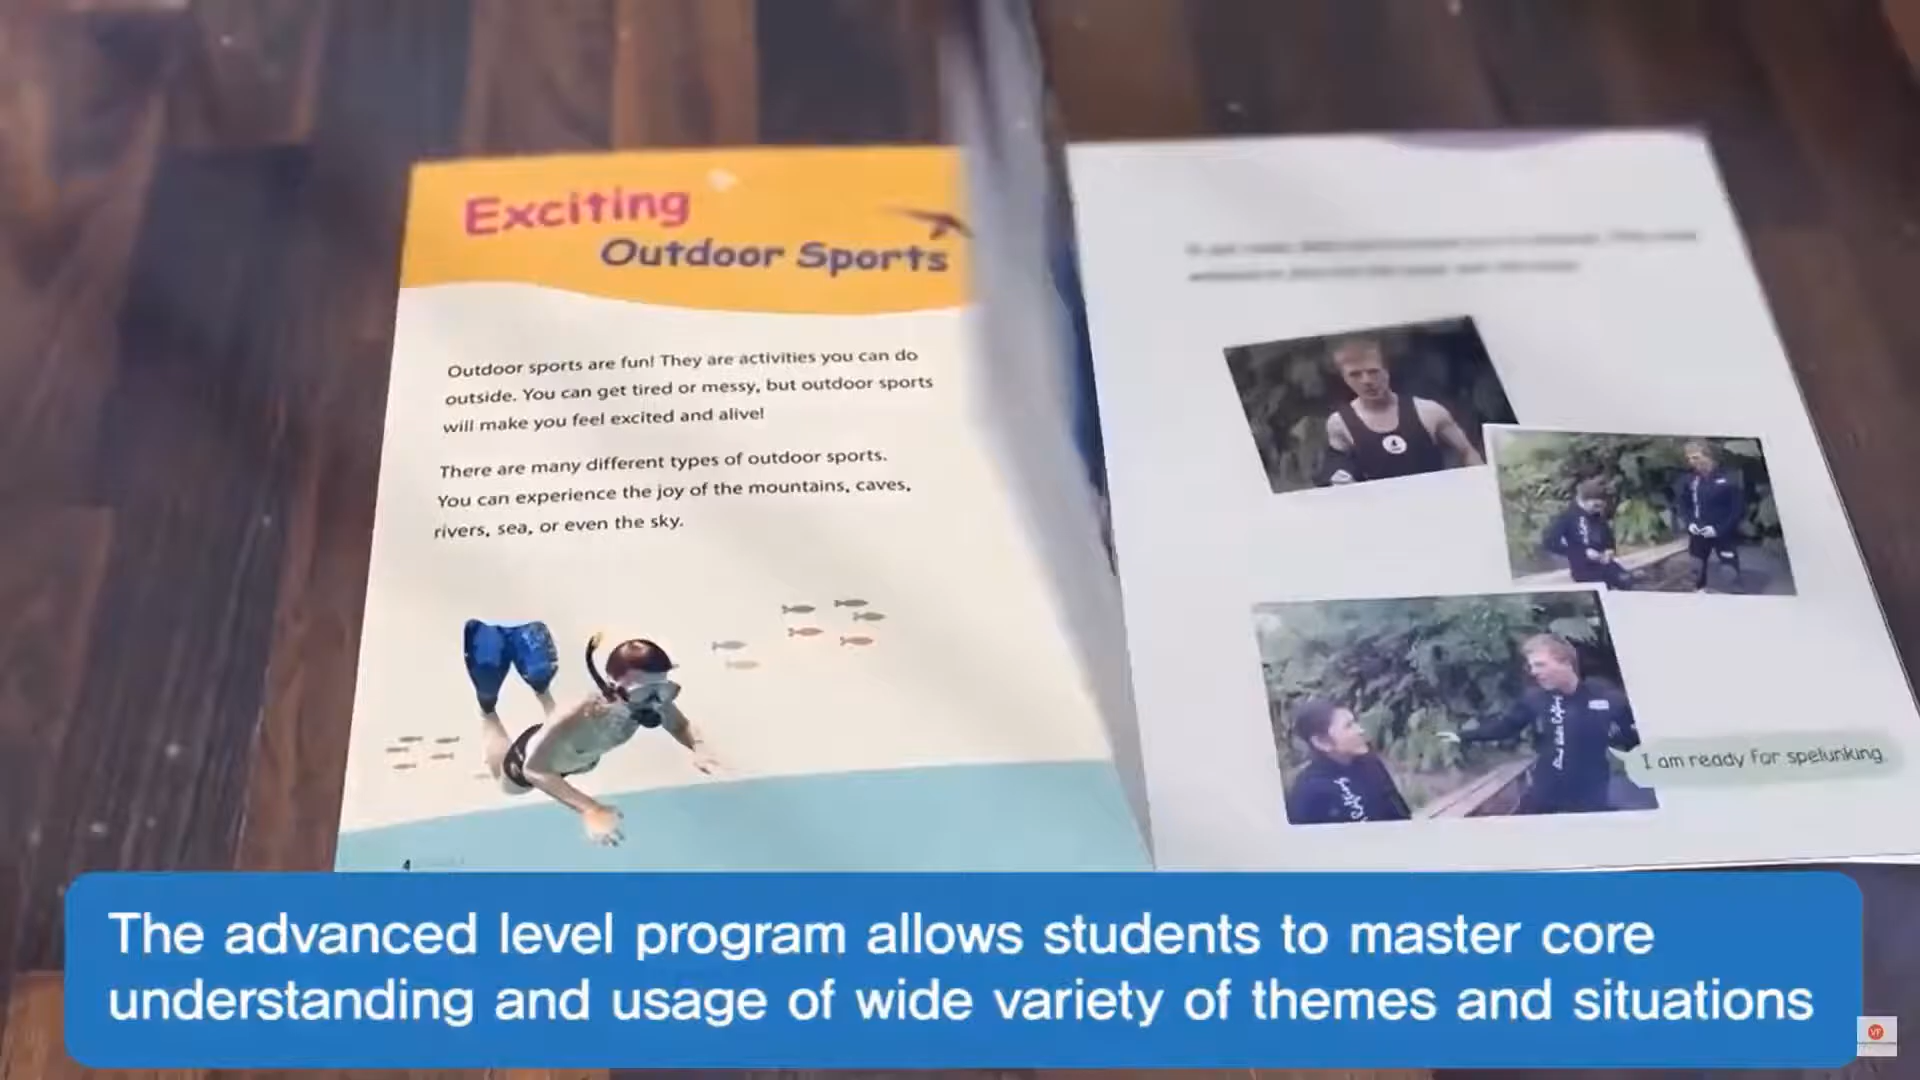 Exciting
Outdoor Sports
Outdoor sports are fun! They are activities you can do
outside. You can get tired or messy, but outdoor sports
will make you feel excited and alive!
There are many different types of outdoor sports.
You can experience the joy of the mountains, caves,
rivers, sea, or even the sky.
4
I am ready for spelunking.
The advanced level program allows students to master core
understanding and usage of wide variety of themes and situations
VF